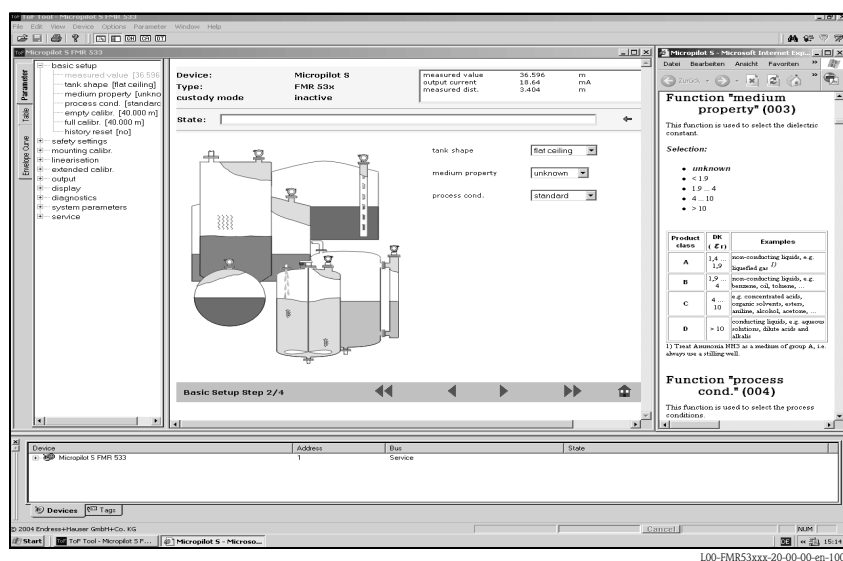 ToF Tool - Micropilot S FMR 533
File Edit View Device Options Parameter Window Help
Micropilot S FMR 533
Parameter
Table
Envelope Curve
basic setup
measured value [36.596
tank shape [flat ceiling]
medium property [unkno
process cond. [standarc
empty calibr. [40.000 m]
full calibr. [40.000 m]
history reset [no]
safety settings
mounting calibr.
linearisation
extended calibr.
output
display
diagnostics
system parameters
service
Device: Micropilot S
Type: FMR 53x
custody mode inactive
measured value 36.596 m
output current 18.64 mA
measured dist. 3.404 m
State:
tank shape flat ceiling
medium property unknown
process cond. standard
Basic Setup Step 2/4
Micropilot S - Microsoft Internet Exp...
Datei Bearbeiten Ansicht Favoriten »
Zurück »
Function "medium
property" (003)
This function is used to select the dielectric
constant.
Selection:
• unknown
• < 1.9
• 1.9 ... 4
• 4 ... 10
• > 10
Product class DK (εr) Examples
A 1,4 ... 1,9 non-conducting liquids, e.g. liquefied gas 1)
B 1,9 ... 4 non-conducting liquids, e.g. benzene, oil, toluene, ...
C 4 ... 10 e.g. concentrated acids, organic solvents, esters, aniline, alcohol, acetone, ...
D > 10 conducting liquids, e.g. aqueous solutions, dilute acids and alkalis
1) Treat Ammonia NH3 as a medium of group A, i.e.
always use a stilling well.
Function "process
cond." (004)
This function is used to select the process
conditions.
Device Address Bus State
Micropilot S FMR 533 1 Service
Devices Tags
© 2004 Endress+Hauser GmbH+Co. KG
Cancel
NUM
Start ToF Tool - Micropilot S F... Micropilot S - Microso... DE « 15:14
L00-FMR53xxx-20-00-00-en-100